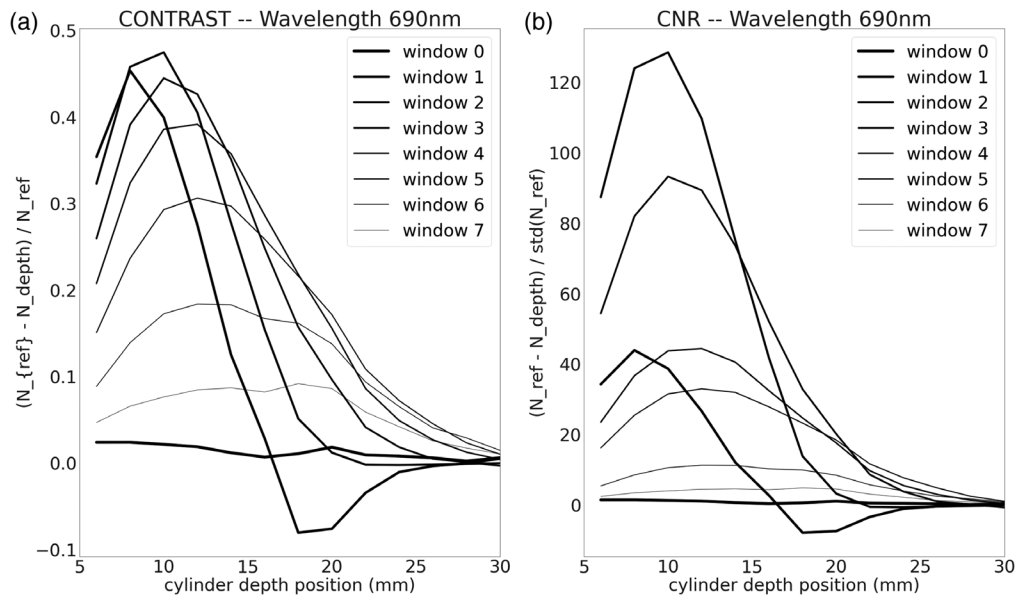 (a)
CONTRAST -- Wavelength 690nm
(N_{ref} - N_depth) / N_ref
0.5
0.4
0.3
0.2
0.1
0.0
−0.1
window 0
window 1
window 2
window 3
window 4
window 5
window 6
window 7
5 10 15 20 25 30
cylinder depth position (mm)
(b)
CNR -- Wavelength 690nm
(N_ref - N_depth) / std(N_ref)
120
100
80
60
40
20
0
window 0
window 1
window 2
window 3
window 4
window 5
window 6
window 7
5 10 15 20 25 30
cylinder depth position (mm)